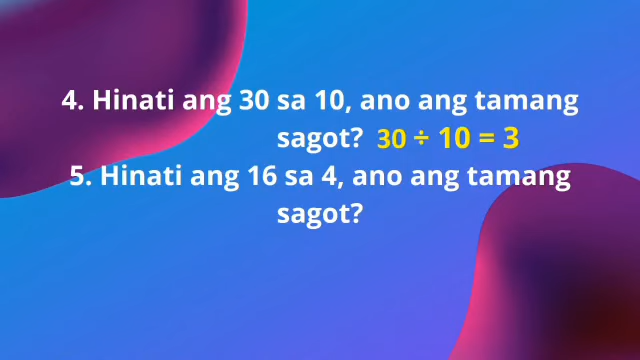 4. Hinati ang 30 sa 10, ano ang tamang
sagot? 30 ÷ 10 = 3
5. Hinati ang 16 sa 4, ano ang tamang
sagot?